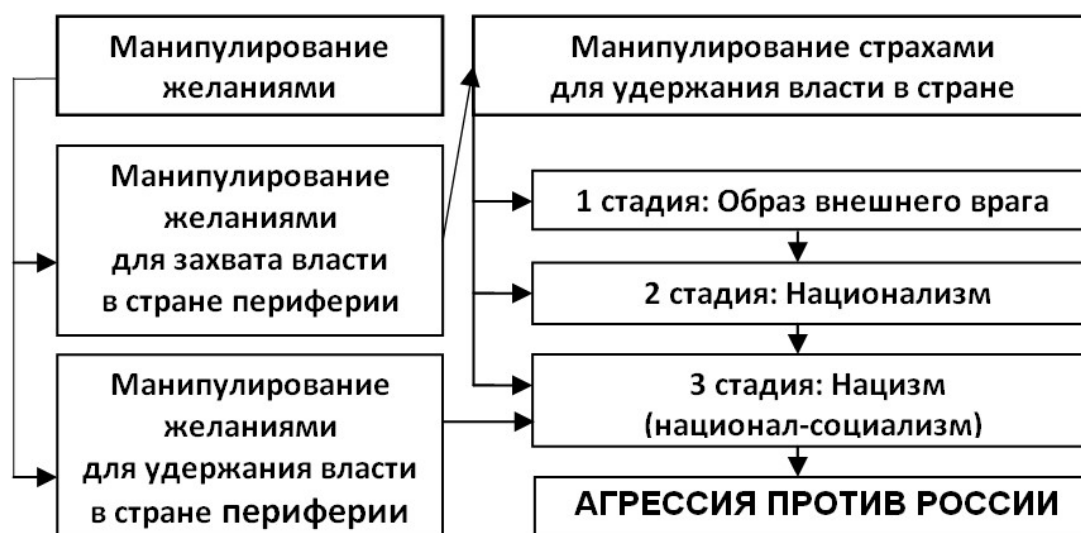 Манипулирование
желаниями
Манипулирование
желаниями
для захвата власти
в стране периферии
Манипулирование
желаниями
для удержания власти
в стране периферии
Манипулирование страхами
для удержания власти в стране
1 стадия: Образ внешнего врага
2 стадия: Национализм
3 стадия: Нацизм
(национал-социализм)
АГРЕССИЯ ПРОТИВ РОССИИ